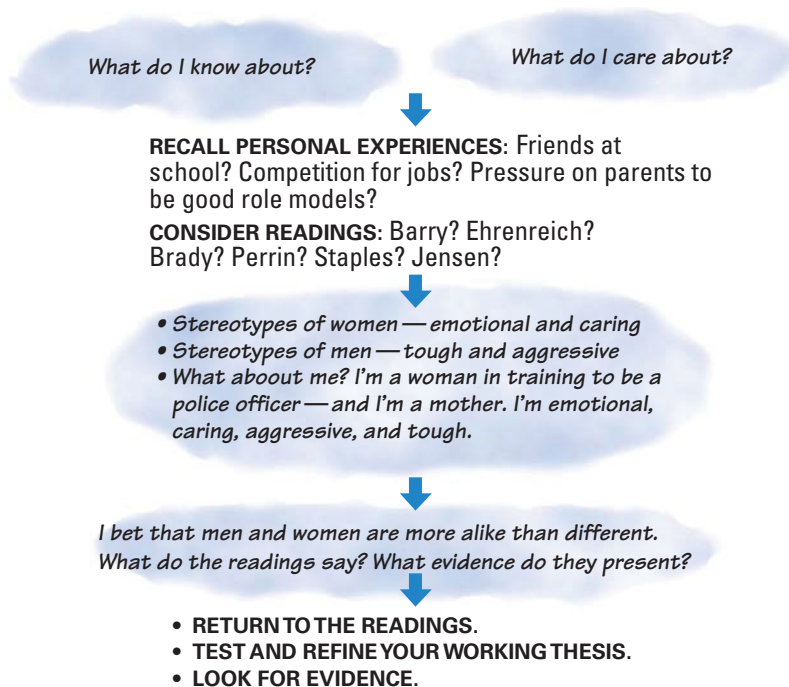 What do I know about?
What do I care about?
RECALL PERSONAL EXPERIENCES: Friends at
school? Competition for jobs? Pressure on parents to
be good role models?
CONSIDER READINGS: Barry? Ehrenreich?
Brady? Perrin? Staples? Jensen?
• Stereotypes of women — emotional and caring
• Stereotypes of men — tough and aggressive
• What aboout me? I'm a woman in training to be a
police officer — and I'm a mother. I'm emotional,
caring, aggressive, and tough.
I bet that men and women are more alike than different.
What do the readings say? What evidence do they present?
• RETURN TO THE READINGS.
• TEST AND REFINE YOUR WORKING THESIS.
• LOOK FOR EVIDENCE.